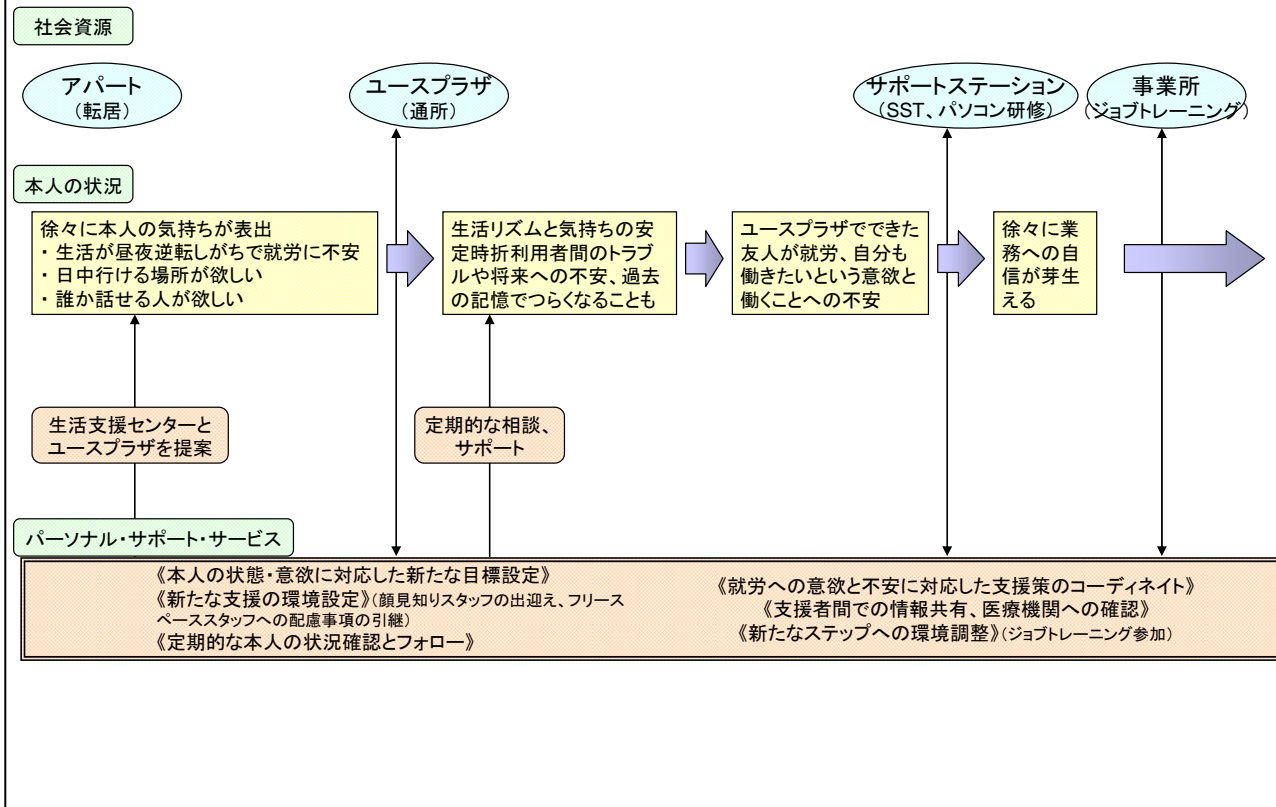 社会資源
アパート
（転居）
ユースプラザ
（通所）
サポートステーション
（SST、パソコン研修）
事業所
（ジョブトレーニング）
本人の状況
徐々に本人の気持ちが表出
・ 生活が昼夜逆転しがちで就労に不安
・ 日中行ける場所が欲しい
・ 誰か話せる人が欲しい
生活リズムと気持ちの安
定時折利用者間のトラブ
ルや将来への不安、過去
の記憶でつらくなることも
ユースプラザでできた
友人が就労、自分も
働きたいという意欲と
働くことへの不安
徐々に業
務への自
信が芽生
える
生活支援センターと
ユースプラザを提案
定期的な相談、
サポート
パーソナル・サポート・サービス
《本人の状態・意欲に対応した新たな目標設定》
《新たな支援の環境設定》（顔見知りスタッフの出迎え、フリース
ペーススタッフへの配慮事項の引継）
《定期的な本人の状況確認とフォロー》
《就労への意欲と不安に対応した支援策のコーディネイト》
《支援者間での情報共有、医療機関への確認》
《新たなステップへの環境調整》（ジョブトレーニング参加）